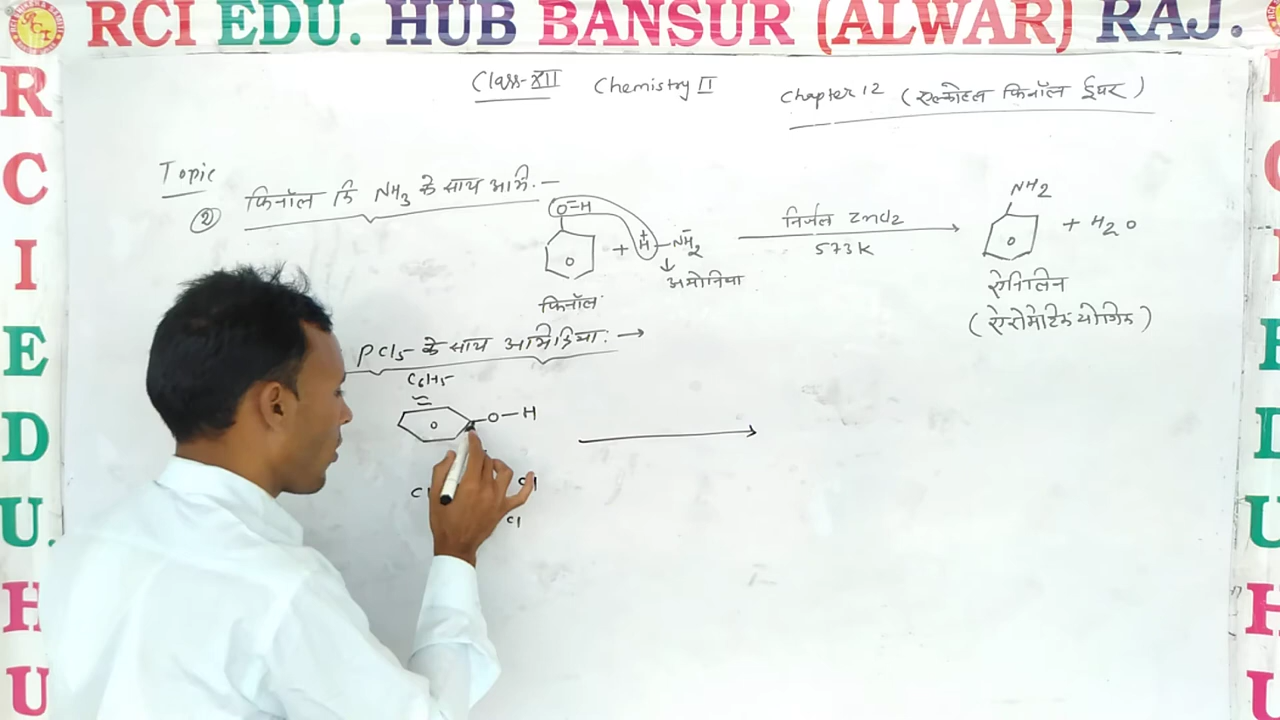 RCI EDU. HUB BANSUR (ALWAR) RAJ.
R
C
I
E
D
U.
H
U
Class-XII Chemistry II Chapter 12 (एल्कोहल फिनॉल ईथर)
Topic
② फिनॉल कि NH3 के साथ अभि.—
O-H
+ H - NH2
निर्जल ZnCl2
573K
NH2
+ H2O
फिनॉल
अमोनिया
ऐनिलिन
(ऐरोमैटिक यौगिक)
PCl5 के साथ अभिक्रिया: →
C6H5
O-H
Cl
Cl